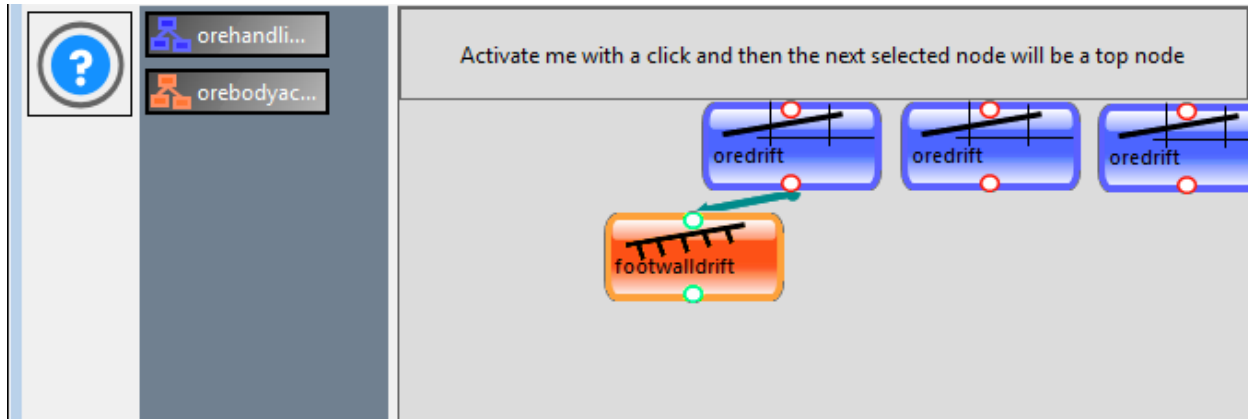 orehandli...
orebodyac...
Activate me with a click and then the next selected node will be a top node
oredrift
oredrift
oredrift
footwalldrift